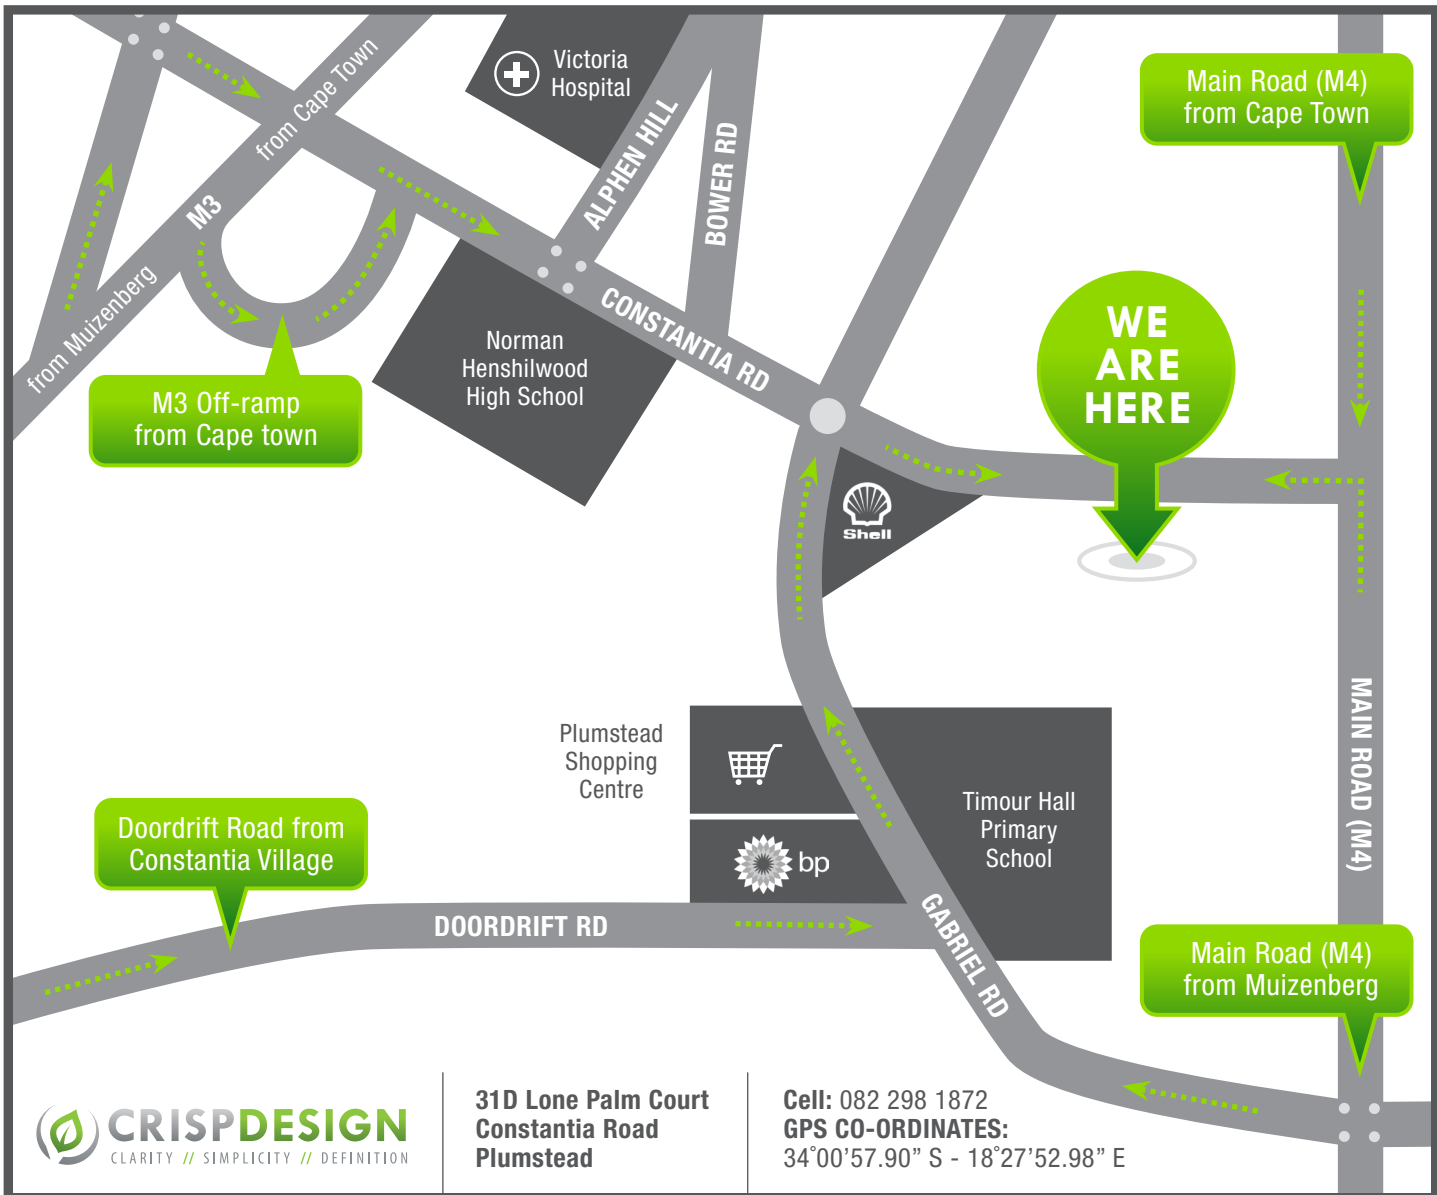 Victoria
Hospital
Main Road (M4)
from Cape Town
from Cape Town
M3
from Muizenberg
ALPHEN HILL
BOWER RD
CONSTANTIA RD
WE
ARE
HERE
Norman
Henshilwood
High School
M3 Off-ramp
from Cape town
Shell
MAIN ROAD (M4)
Plumstead
Shopping
Centre
Timour Hall
Primary
School
bp
Doordrift Road from
Constantia Village
DOORDRIFT RD
GABRIEL RD
Main Road (M4)
from Muizenberg
CRISPDESIGN
CLARITY // SIMPLICITY // DEFINITION
31D Lone Palm Court
Constantia Road
Plumstead
Cell: 082 298 1872
GPS CO-ORDINATES:
34°00'57.90” S - 18°27'52.98” E